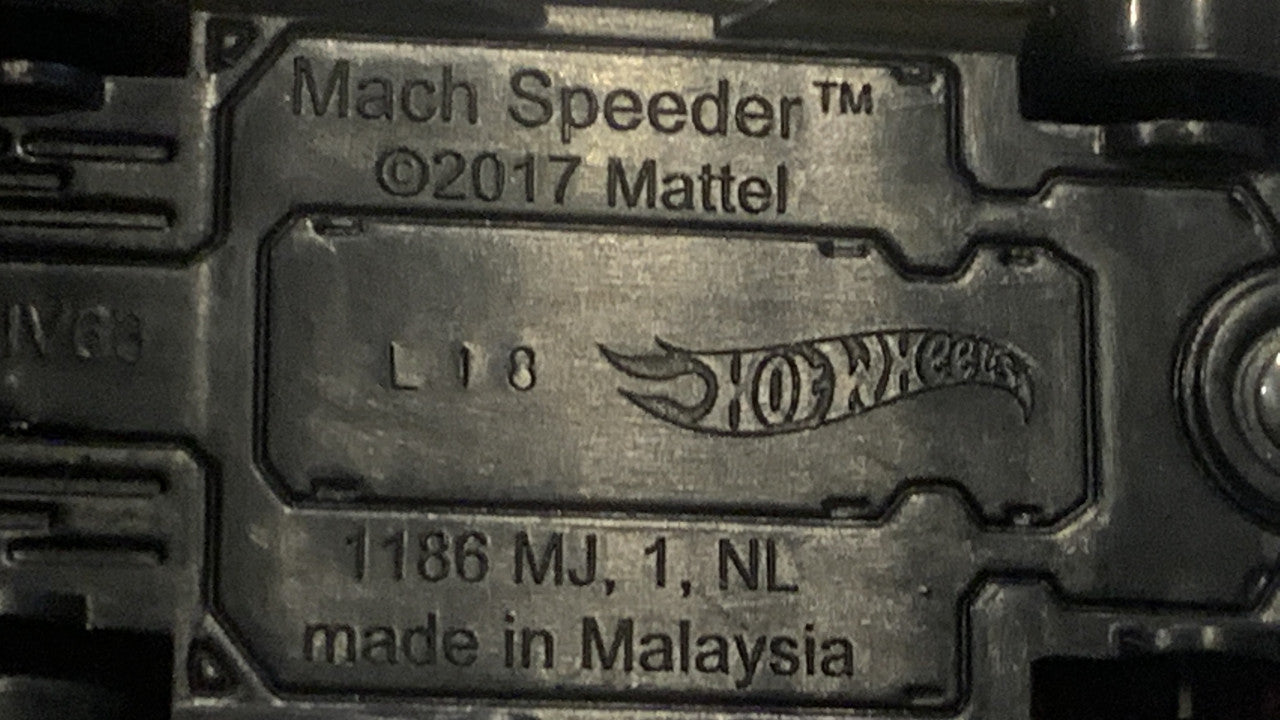 Mach Speeder™
©2017 Mattel
L 1 8
HOT WHEELS
1186 MJ, 1, NL
made in Malaysia